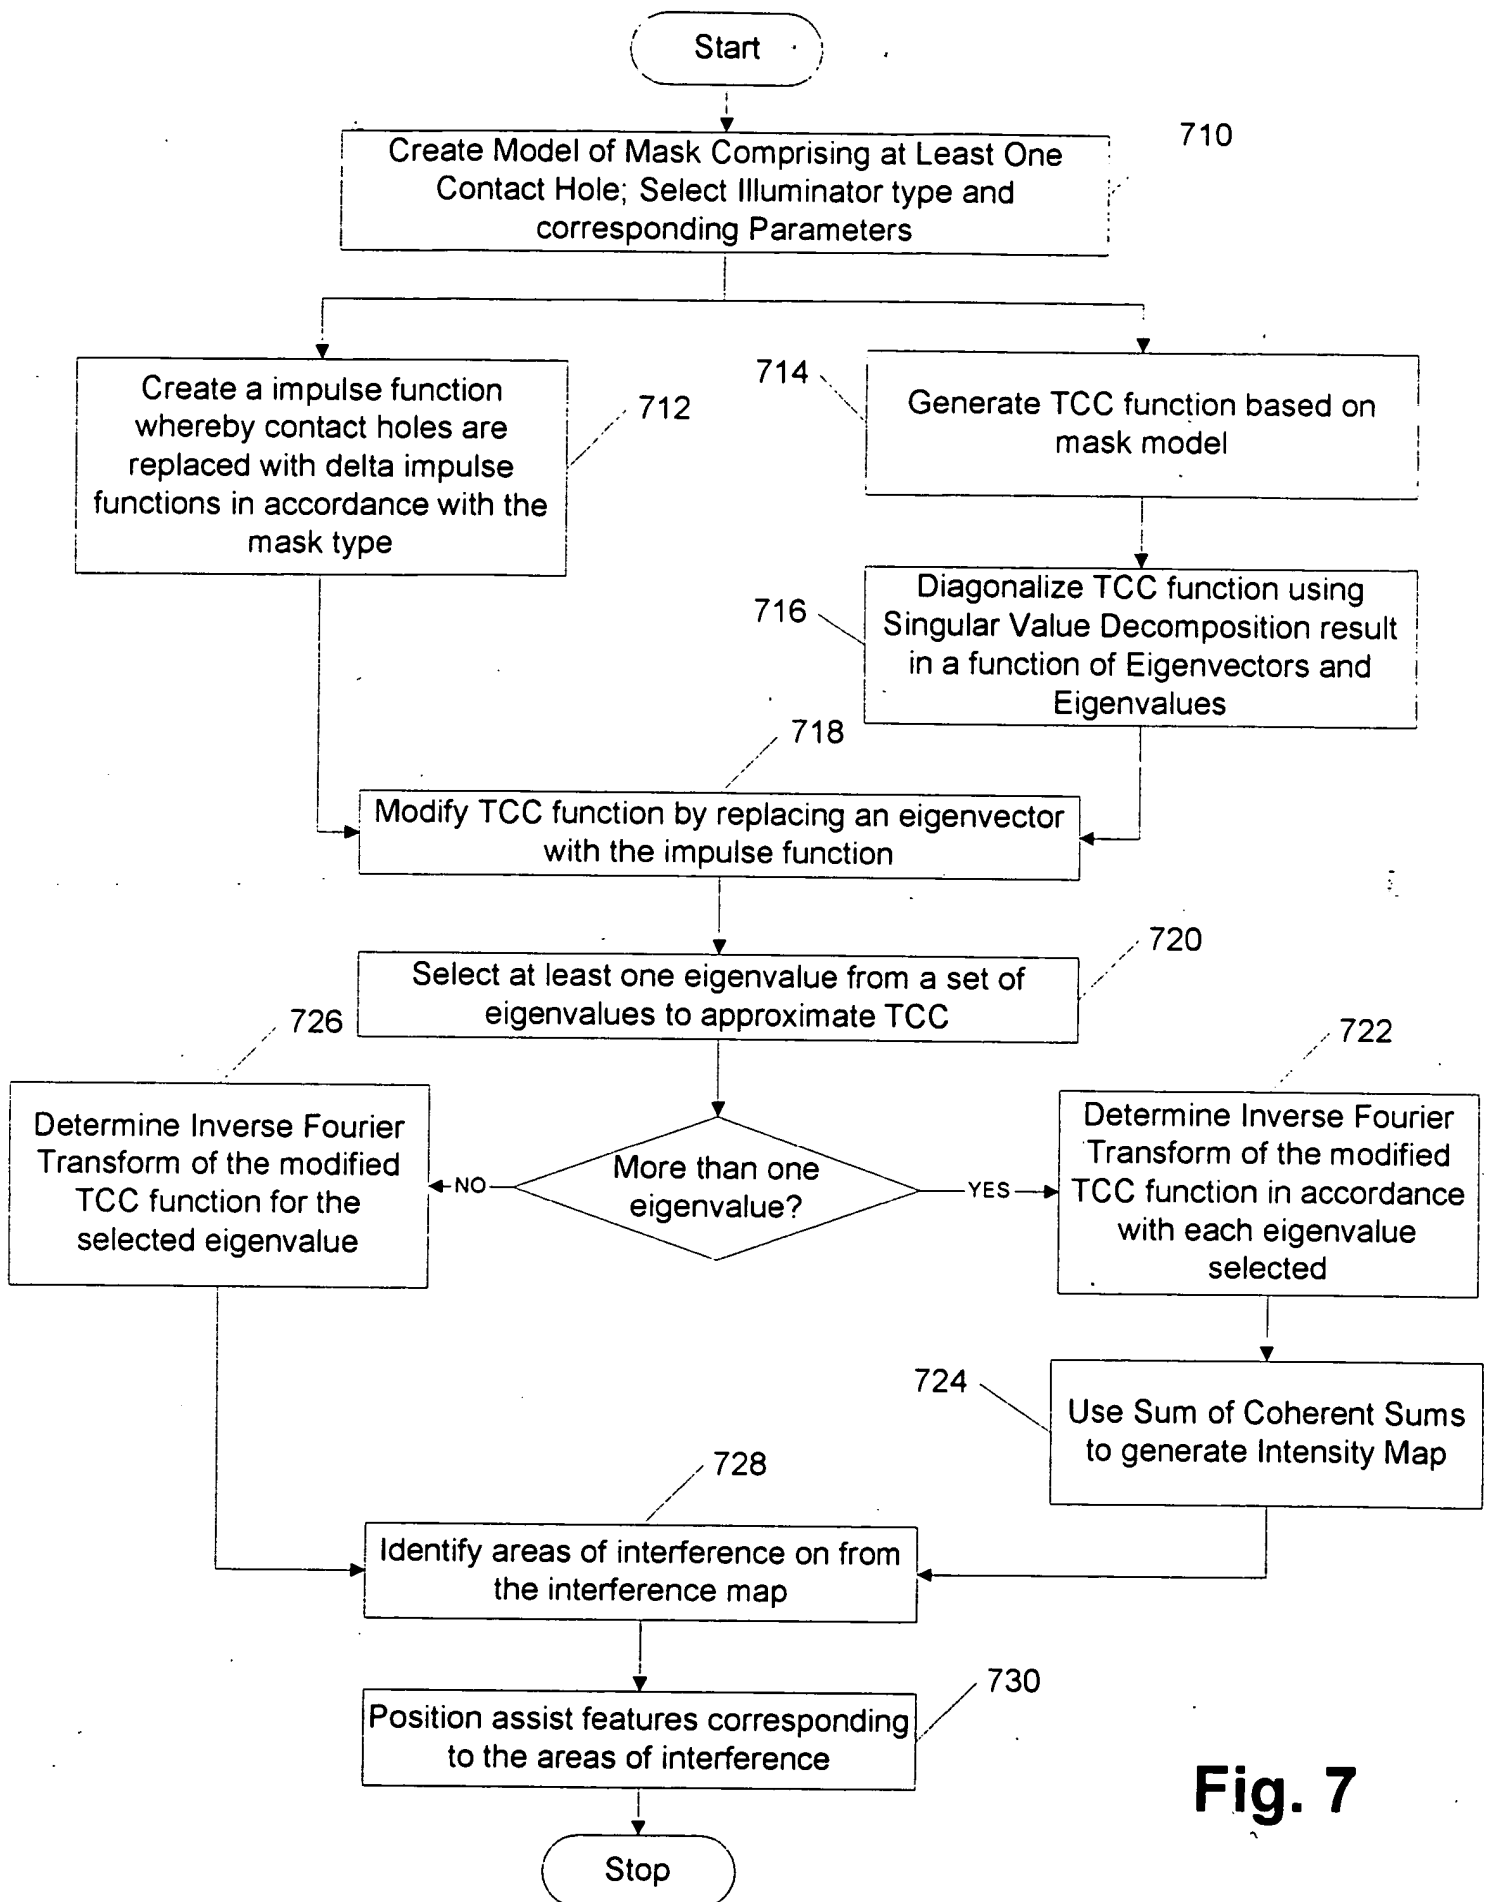 Start
710
Create Model of Mask Comprising at Least One
Contact Hole; Select Illuminator type and
corresponding Parameters
Create a impulse function
whereby contact holes are
replaced with delta impulse
functions in accordance with the
mask type
712
714
Generate TCC function based on
mask model
716
Diagonalize TCC function using
Singular Value Decomposition result
in a function of Eigenvectors and
Eigenvalues
718
Modify TCC function by replacing an eigenvector
with the impulse function
720
Select at least one eigenvalue from a set of
eigenvalues to approximate TCC
726
722
Determine Inverse Fourier
Transform of the modified
TCC function for the
selected eigenvalue
NO
More than one
eigenvalue?
YES
Determine Inverse Fourier
Transform of the modified
TCC function in accordance
with each eigenvalue
selected
724
Use Sum of Coherent Sums
to generate Intensity Map
728
Identify areas of interference on from
the interference map
730
Position assist features corresponding
to the areas of interference
Stop
Fig. 7